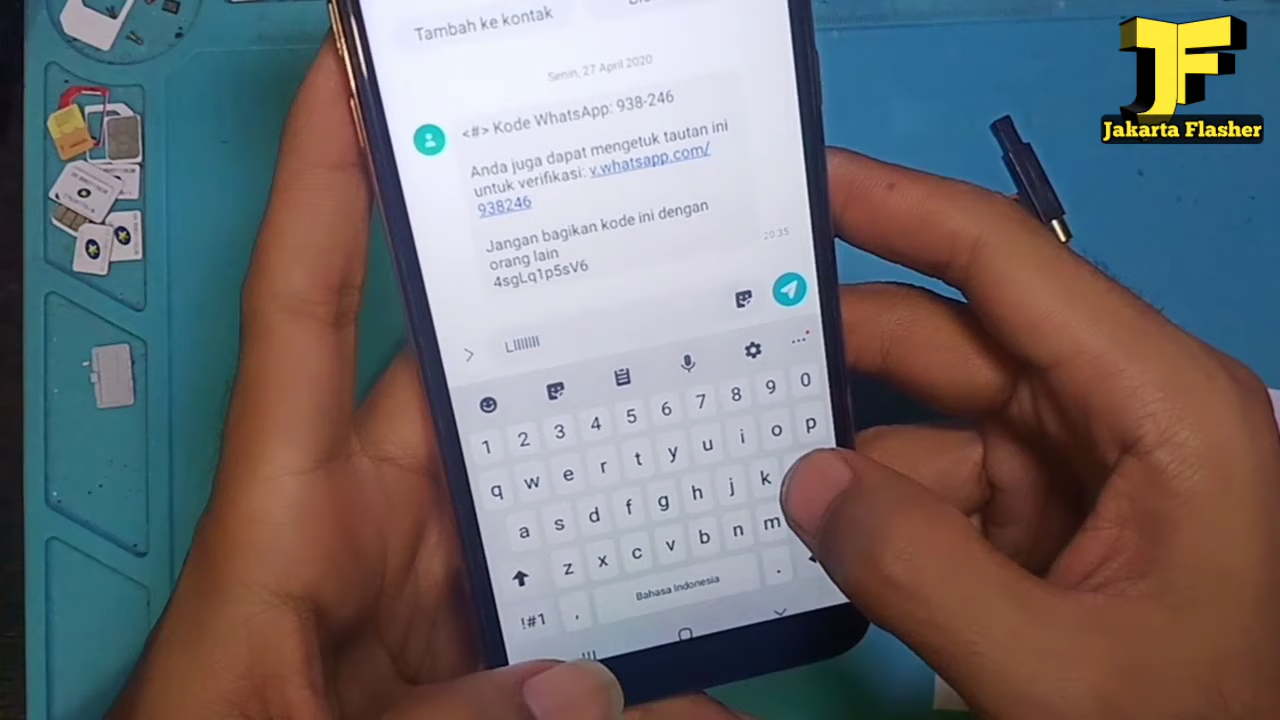 JF
Jakarta Flasher
Tambah ke kontak
Senin, 27 April 2020
<#> Kode WhatsApp: 938-246
Anda juga dapat mengetuk tautan ini
untuk verifikasi: v.whatsapp.com/
938246
Jangan bagikan kode ini dengan
orang lain
4sgLq1p5sV6
20:35
Lllllllll
1 2 3 4 5 6 7 8 9 0
q w e r t y u i o p
a s d f g h j k
z x c v b n m
!#1 , Bahasa Indonesia .